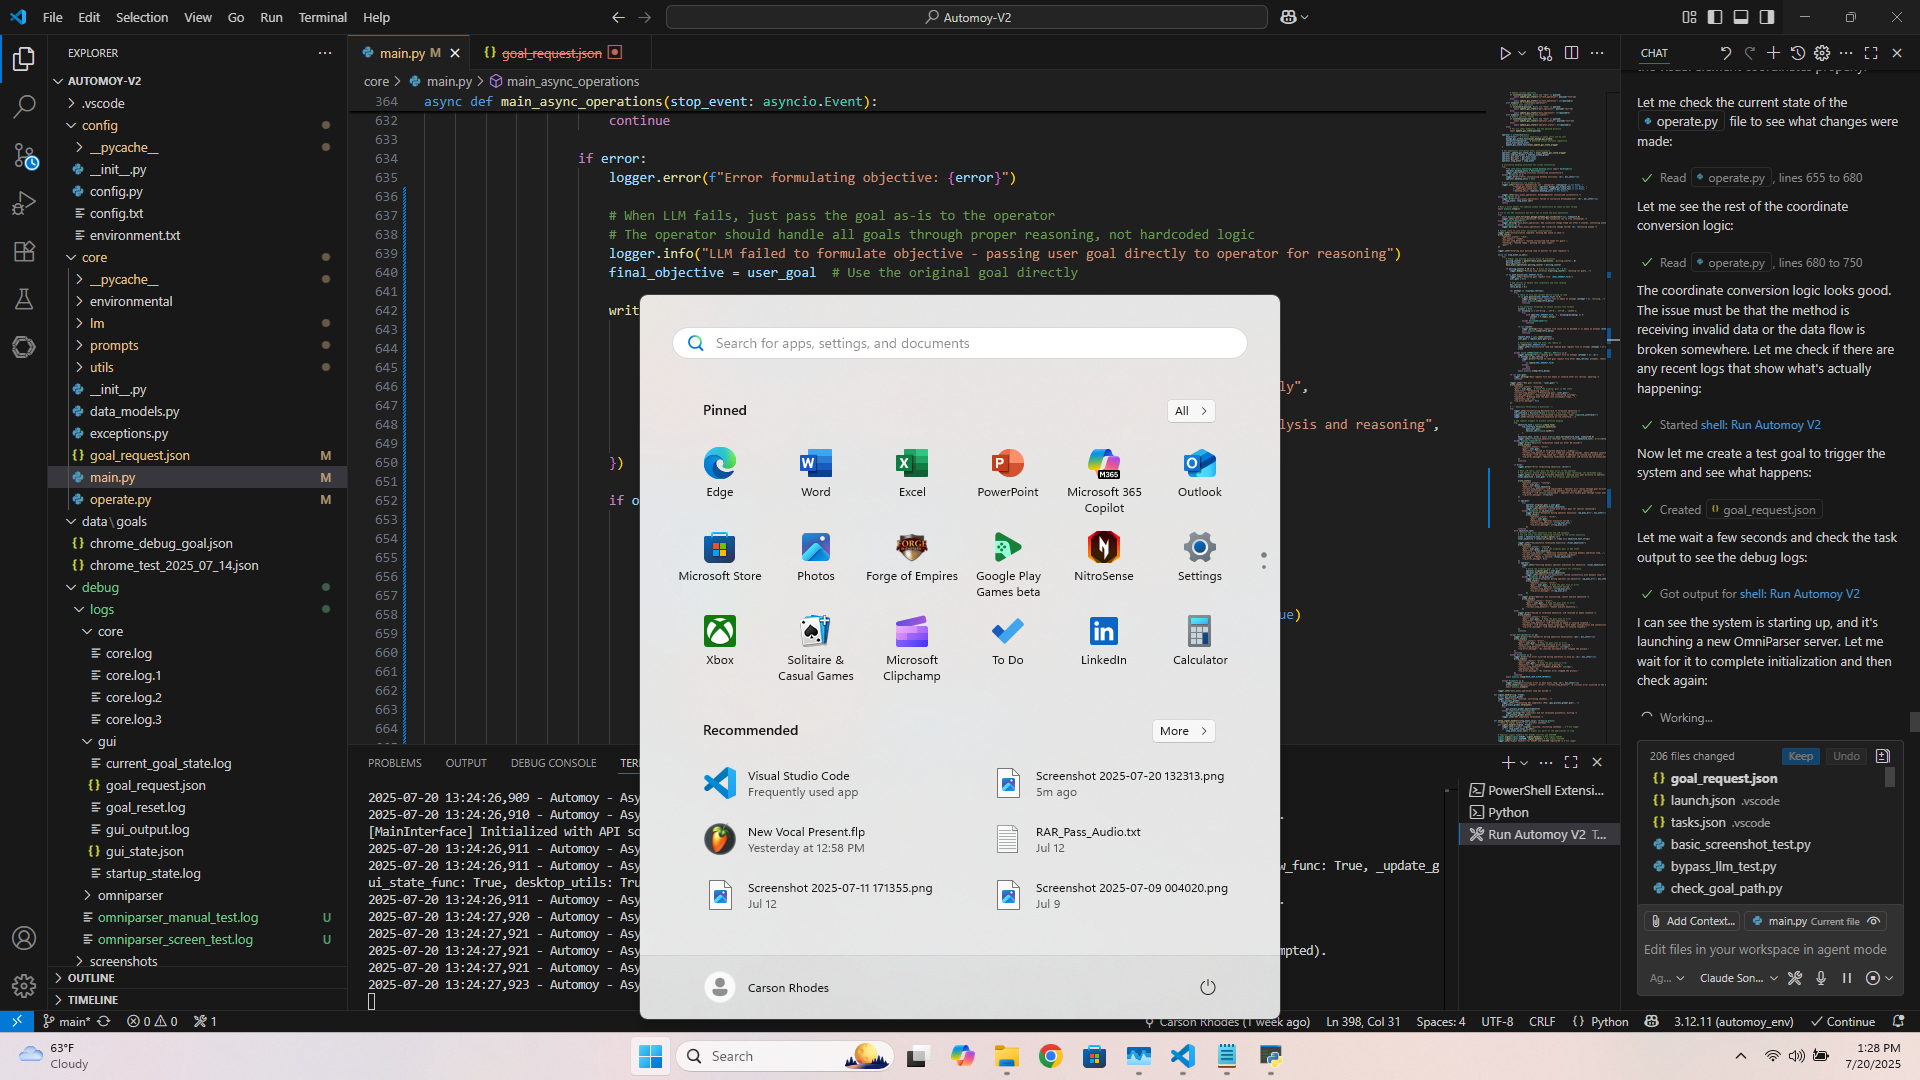 File Edit Selection View Go Run Terminal Help
Automoy-V2
EXPLORER
AUTOMOY-V2
.vscode
config
__pycache__
__init__.py
config.py
config.txt
environment.txt
core
__pycache__
environmental
lm
prompts
utils
__init__.py
data_models.py
exceptions.py
goal_request.json M
main.py M
operate.py M
data\goals
chrome_debug_goal.json
chrome_test_2025_07_14.json
debug
logs
core
core.log
core.log.1
core.log.2
core.log.3
gui
current_goal_state.log
goal_request.json
goal_reset.log
gui_output.log
gui_state.json
startup_state.log
omniparser
omniparser_manual_test.log U
omniparser_screen_test.log U
screenshots
OUTLINE
TIMELINE
main.py M
goal_request.json
core > main.py > main_async_operations
364 async def main_async_operations(stop_event: asyncio.Event):
632 continue
633
634 if error:
635 logger.error(f"Error formulating objective: {error}")
636
637 # When LLM fails, just pass the goal as-is to the operator
638 # The operator should handle all goals through proper reasoning, not hardcoded logic
639 logger.info("LLM failed to formulate objective - passing user goal directly to operator for reasoning")
640 final_objective = user_goal # Use the original goal directly
641
642 writ
643
644
645
646 ly",
647
648 lysis and reasoning",
649
650 })
651
652 if o
653
654
655
656
657
658 ue)
659
660
661
662
663
664
Search for apps, settings, and documents
Pinned
All >
Edge
Word
Excel
PowerPoint
Microsoft 365 Copilot
Outlook
Microsoft Store
Photos
Forge of Empires
Google Play Games beta
NitroSense
Settings
Xbox
Solitaire & Casual Games
Microsoft Clipchamp
To Do
LinkedIn
Calculator
Recommended
More >
Visual Studio Code
Frequently used app
Screenshot 2025-07-20 132313.png
5m ago
New Vocal Present.flp
Yesterday at 12:58 PM
RAR_Pass_Audio.txt
Jul 12
Screenshot 2025-07-11 171355.png
Jul 12
Screenshot 2025-07-09 004020.png
Jul 9
Carson Rhodes
PROBLEMS OUTPUT DEBUG CONSOLE TER
2025-07-20 13:24:26,909 - Automoy - Asy
2025-07-20 13:24:26,910 - Automoy - Asy
[MainInterface] Initialized with API so
2025-07-20 13:24:26,911 - Automoy - Asy
2025-07-20 13:24:26,911 - Automoy - Asy w_func: True, _update_g
ui_state_func: True, desktop_utils: Tru
2025-07-20 13:24:26,911 - Automoy - Asy
2025-07-20 13:24:27,920 - Automoy - Asy
2025-07-20 13:24:27,921 - Automoy - Asy
2025-07-20 13:24:27,921 - Automoy - Asy mpted).
2025-07-20 13:24:27,921 - Automoy - Asy
2025-07-20 13:24:27,923 - Automoy - Asy
PowerShell Extensi...
Python
Run Automoy V2 T...
CHAT
Let me check the current state of the
operate.py file to see what changes were
made:
Read operate.py, lines 655 to 680
Let me see the rest of the coordinate
conversion logic:
Read operate.py, lines 680 to 750
The coordinate conversion logic looks good.
The issue must be that the method is
receiving invalid data or the data flow is
broken somewhere. Let me check if there are
any recent logs that show what's actually
happening:
Started shell: Run Automoy V2
Now let me create a test goal to trigger the
system and see what happens:
Created goal_request.json
Let me wait a few seconds and check the task
output to see the debug logs:
Got output for shell: Run Automoy V2
I can see the system is starting up, and it's
launching a new OmniParser server. Let me
wait for it to complete initialization and then
check again:
Working...
206 files changed Keep Undo
goal_request.json
launch.json .vscode
tasks.json .vscode
basic_screenshot_test.py
bypass_llm_test.py
check_goal_path.py
Add Context... main.py Current file
Edit files in your workspace in agent mode
Ag... Claude Son...
main* 0 0 1
Carson Rhodes (1 week ago) Ln 398, Col 31 Spaces: 4 UTF-8 CRLF {} Python 3.12.11 (automoy_env) Continue
63°F
Cloudy
Search
1:28 PM
7/20/2025